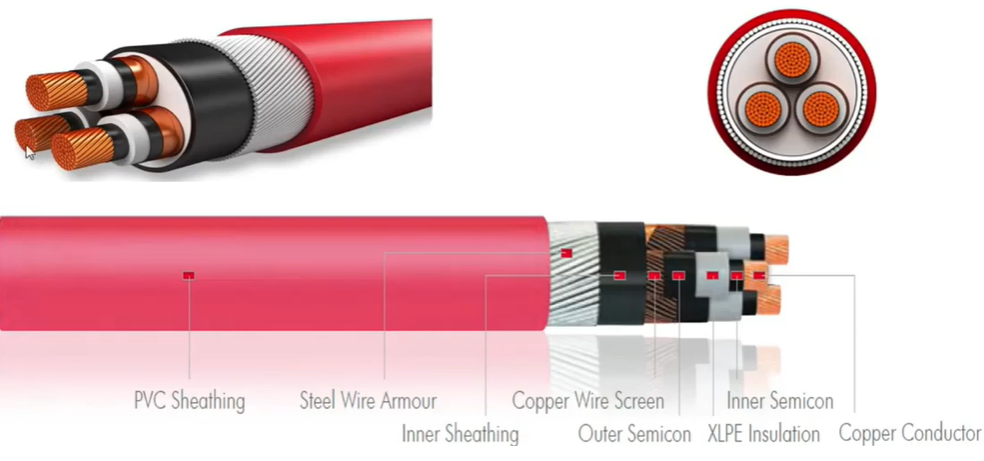 PVC Sheathing
Steel Wire Armour
Copper Wire Screen
Inner Semicon
Inner Sheathing
Outer Semicon
XLPE Insulation
Copper Conductor